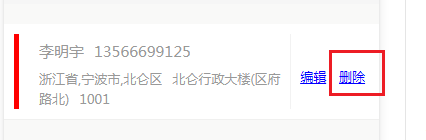 李明宇 13566699125
浙江省,宁波市,北仑区 北仑行政大楼(区府
路北) 1001
编辑 删除